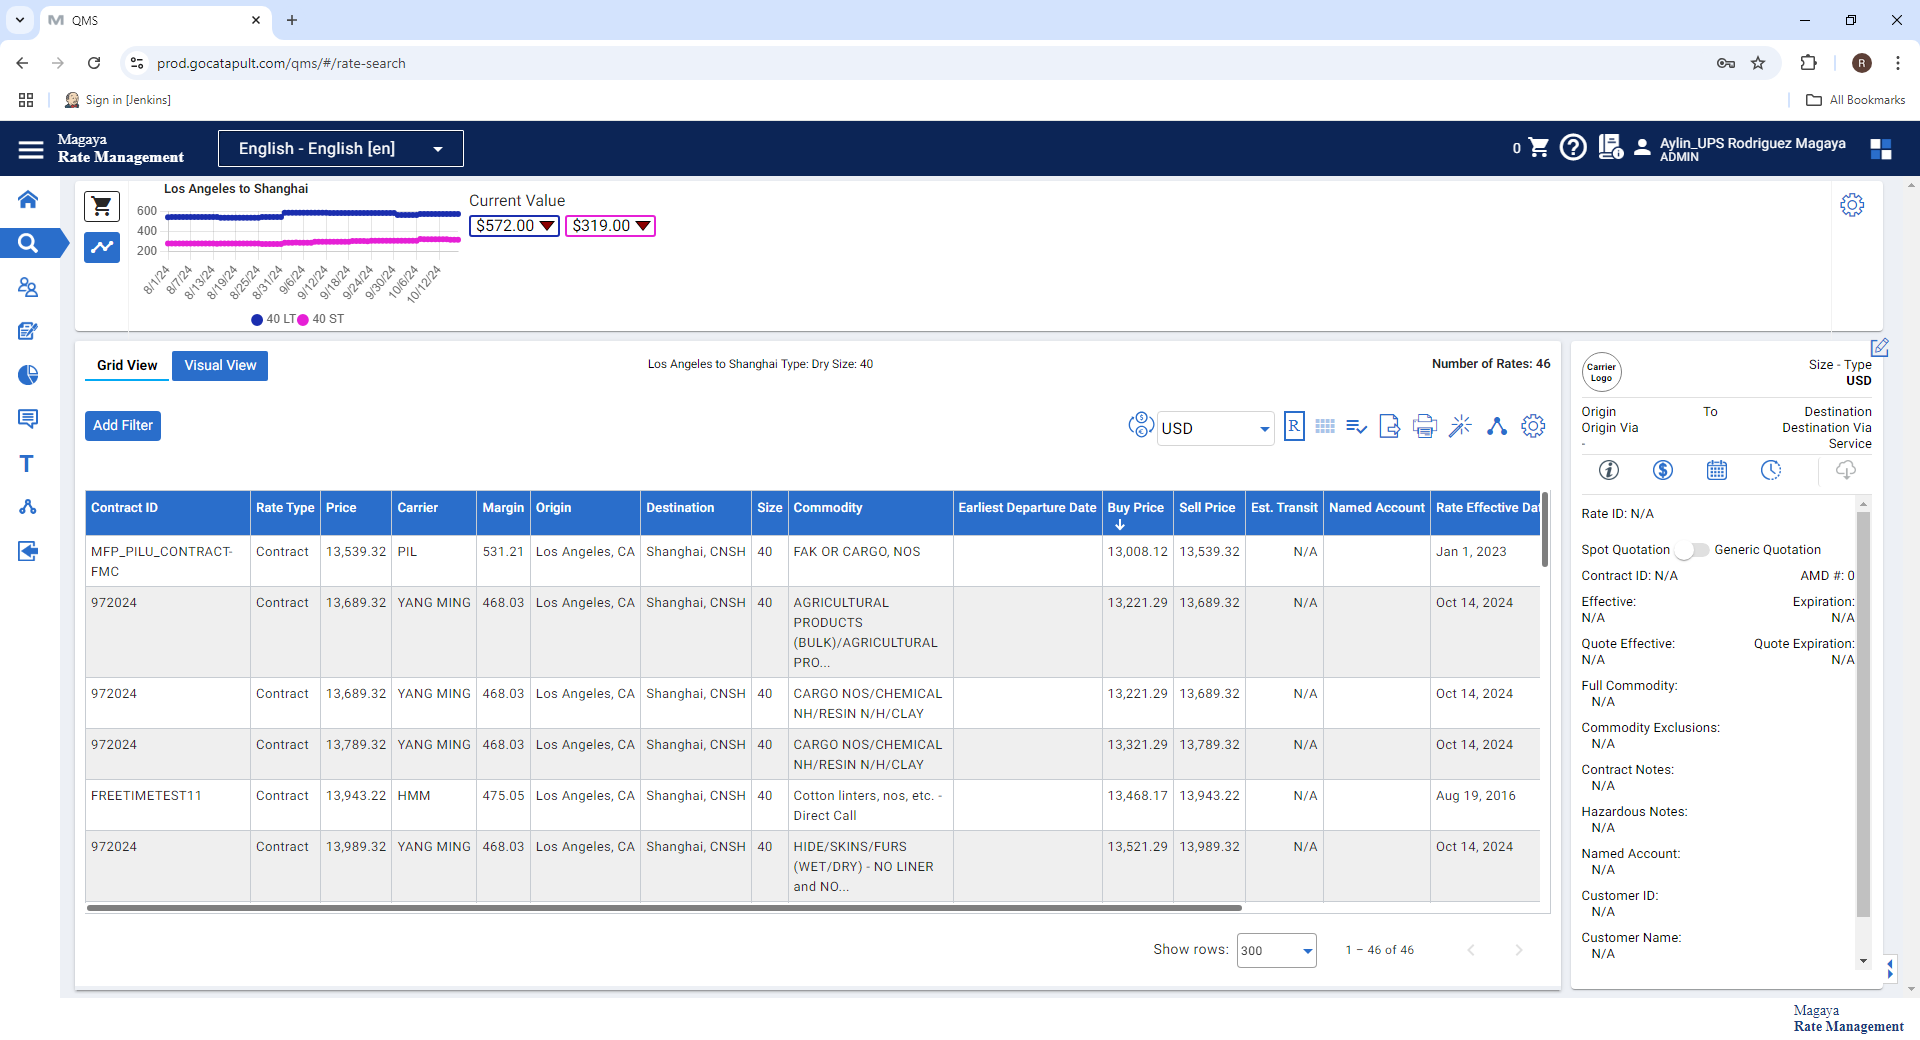 QMS
prod.gocatapult.com/qms/#/rate-search
R
Sign in [Jenkins]
All Bookmarks
Magaya
Rate Management
English - English [en]
0
Aylin_UPS Rodriguez Magaya
ADMIN
Los Angeles to Shanghai
600
400
200
8/1/24
8/7/24
8/13/24
8/19/24
8/25/24
8/31/24
9/6/24
9/12/24
9/18/24
9/24/24
9/30/24
10/6/24
10/12/24
40 LT
40 ST
Current Value
$572.00
$319.00
Grid View
Visual View
Los Angeles to Shanghai Type: Dry Size: 40
Number of Rates: 46
Add Filter
USD
R
Contract ID Rate Type Price Carrier Margin Origin Destination Size Commodity Earliest Departure Date Buy Price Sell Price Est. Transit Named Account Rate Effective Dat
MFP_PILU_CONTRACT-FMC Contract 13,539.32 PIL 531.21 Los Angeles, CA Shanghai, CNSH 40 FAK OR CARGO, NOS 13,008.12 13,539.32 N/A Jan 1, 2023
972024 Contract 13,689.32 YANG MING 468.03 Los Angeles, CA Shanghai, CNSH 40 AGRICULTURAL PRODUCTS (BULK)/AGRICULTURAL PRO... 13,221.29 13,689.32 N/A Oct 14, 2024
972024 Contract 13,689.32 YANG MING 468.03 Los Angeles, CA Shanghai, CNSH 40 CARGO NOS/CHEMICAL NH/RESIN N/H/CLAY 13,221.29 13,689.32 N/A Oct 14, 2024
972024 Contract 13,789.32 YANG MING 468.03 Los Angeles, CA Shanghai, CNSH 40 CARGO NOS/CHEMICAL NH/RESIN N/H/CLAY 13,321.29 13,789.32 N/A Oct 14, 2024
FREETIMETEST11 Contract 13,943.22 HMM 475.05 Los Angeles, CA Shanghai, CNSH 40 Cotton linters, nos, etc. - Direct Call 13,468.17 13,943.22 N/A Aug 19, 2016
972024 Contract 13,989.32 YANG MING 468.03 Los Angeles, CA Shanghai, CNSH 40 HIDE/SKINS/FURS (WET/DRY) - NO LINER and NO... 13,521.29 13,989.32 N/A Oct 14, 2024
Show rows: 300 1 – 46 of 46
Carrier Logo
Size - Type
USD
Origin To Destination
Origin Via Destination Via
- Service
Rate ID: N/A
Spot Quotation Generic Quotation
Contract ID: N/A AMD #: 0
Effective: Expiration:
N/A N/A
Quote Effective: Quote Expiration:
N/A N/A
Full Commodity:
N/A
Commodity Exclusions:
N/A
Contract Notes:
N/A
Hazardous Notes:
N/A
Named Account:
N/A
Customer ID:
N/A
Customer Name:
N/A
Magaya
Rate Management